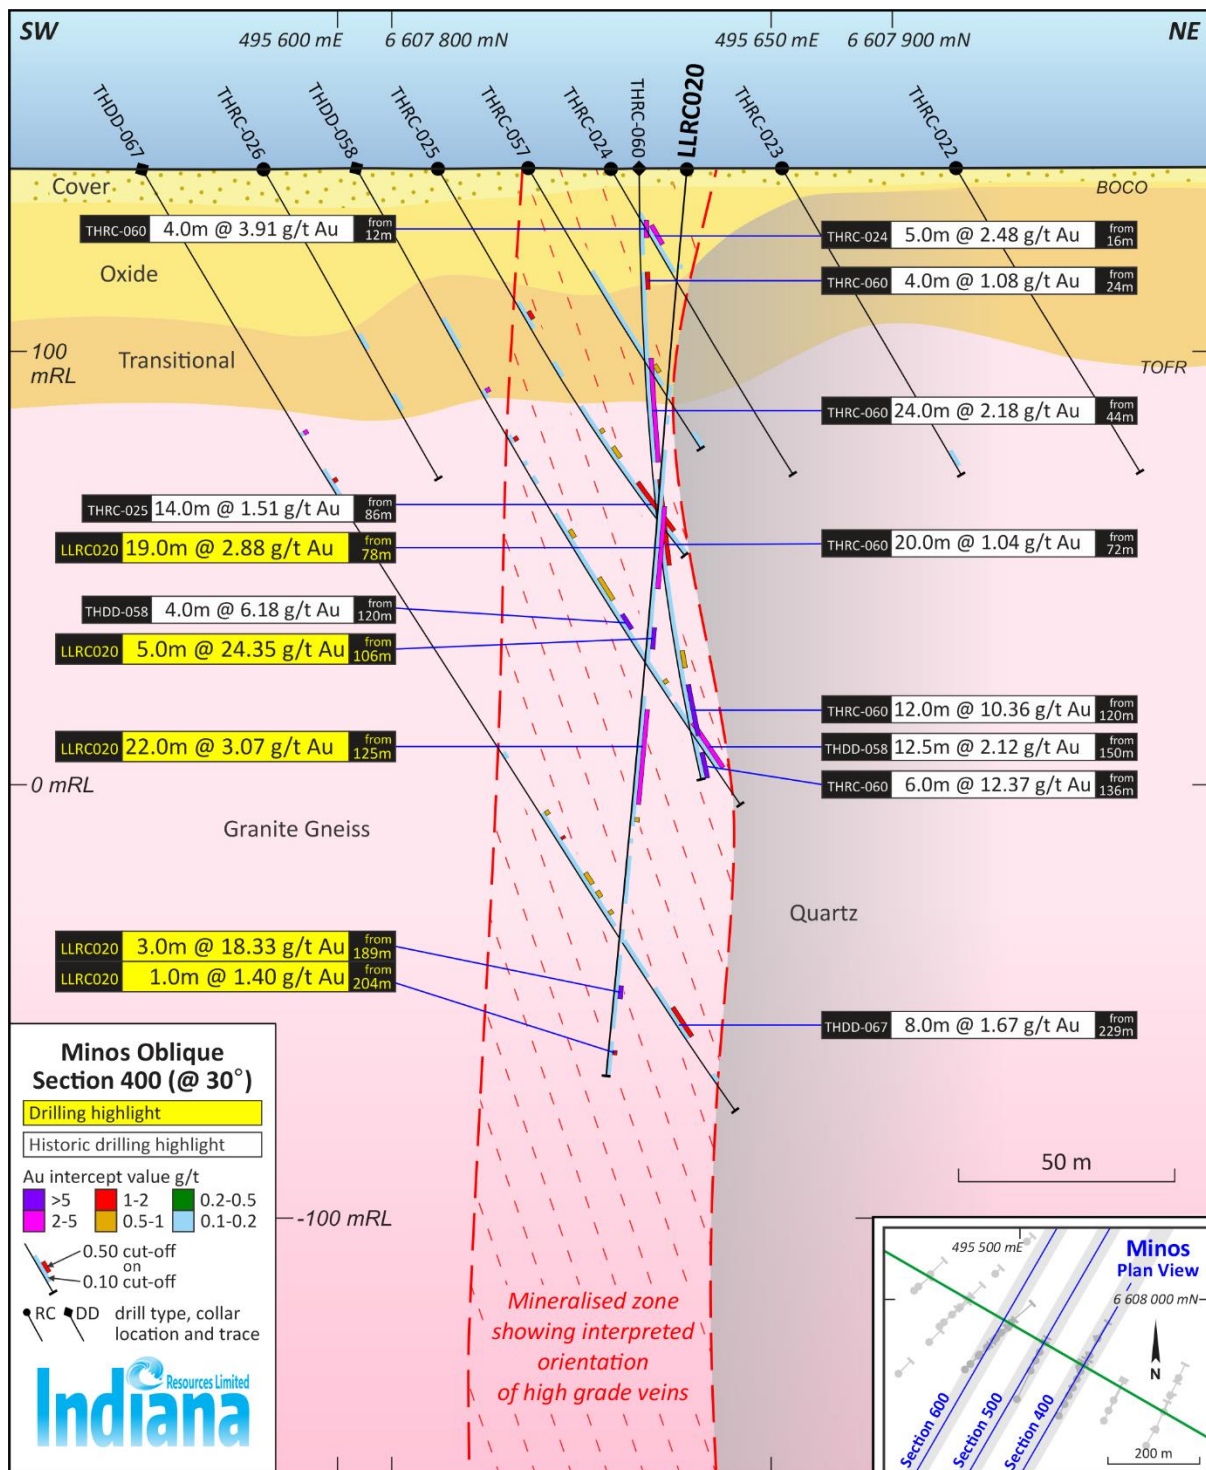 SW
NE
495 600 mE
6 607 800 mN
495 650 mE
6 607 900 mN
THDD-067
THRC-026
THDD-058
THRC-025
THRC-057
THRC-024
THRC-060
LLRC020
THRC-023
THRC-022
Cover
BOCO
THRC-060 4.0m @ 3.91 g/t Au from 12m
THRC-024 5.0m @ 2.48 g/t Au from 16m
Oxide
THRC-060 4.0m @ 1.08 g/t Au from 24m
100
mRL
Transitional
TOFR
THRC-060 24.0m @ 2.18 g/t Au from 44m
THRC-025 14.0m @ 1.51 g/t Au from 86m
LLRC020 19.0m @ 2.88 g/t Au from 78m
THRC-060 20.0m @ 1.04 g/t Au from 72m
THDD-058 4.0m @ 6.18 g/t Au from 120m
LLRC020 5.0m @ 24.35 g/t Au from 106m
THRC-060 12.0m @ 10.36 g/t Au from 120m
LLRC020 22.0m @ 3.07 g/t Au from 125m
THDD-058 12.5m @ 2.12 g/t Au from 150m
THRC-060 6.0m @ 12.37 g/t Au from 136m
0 mRL
Granite Gneiss
Quartz
LLRC020 3.0m @ 18.33 g/t Au from 189m
LLRC020 1.0m @ 1.40 g/t Au from 204m
THDD-067 8.0m @ 1.67 g/t Au from 229m
Minos Oblique
Section 400 (@ 30°)
Drilling highlight
Historic drilling highlight
Au intercept value g/t
>5 1-2 0.2-0.5
2-5 0.5-1 0.1-0.2
0.50 cut-off
on
0.10 cut-off
RC DD drill type, collar
location and trace
Indiana Resources Limited
50 m
-100 mRL
Mineralised zone
showing interpreted
orientation
of high grade veins
495 500 mE
Minos
Plan View
6 608 000 mN
N
Section 600
Section 500
Section 400
200 m